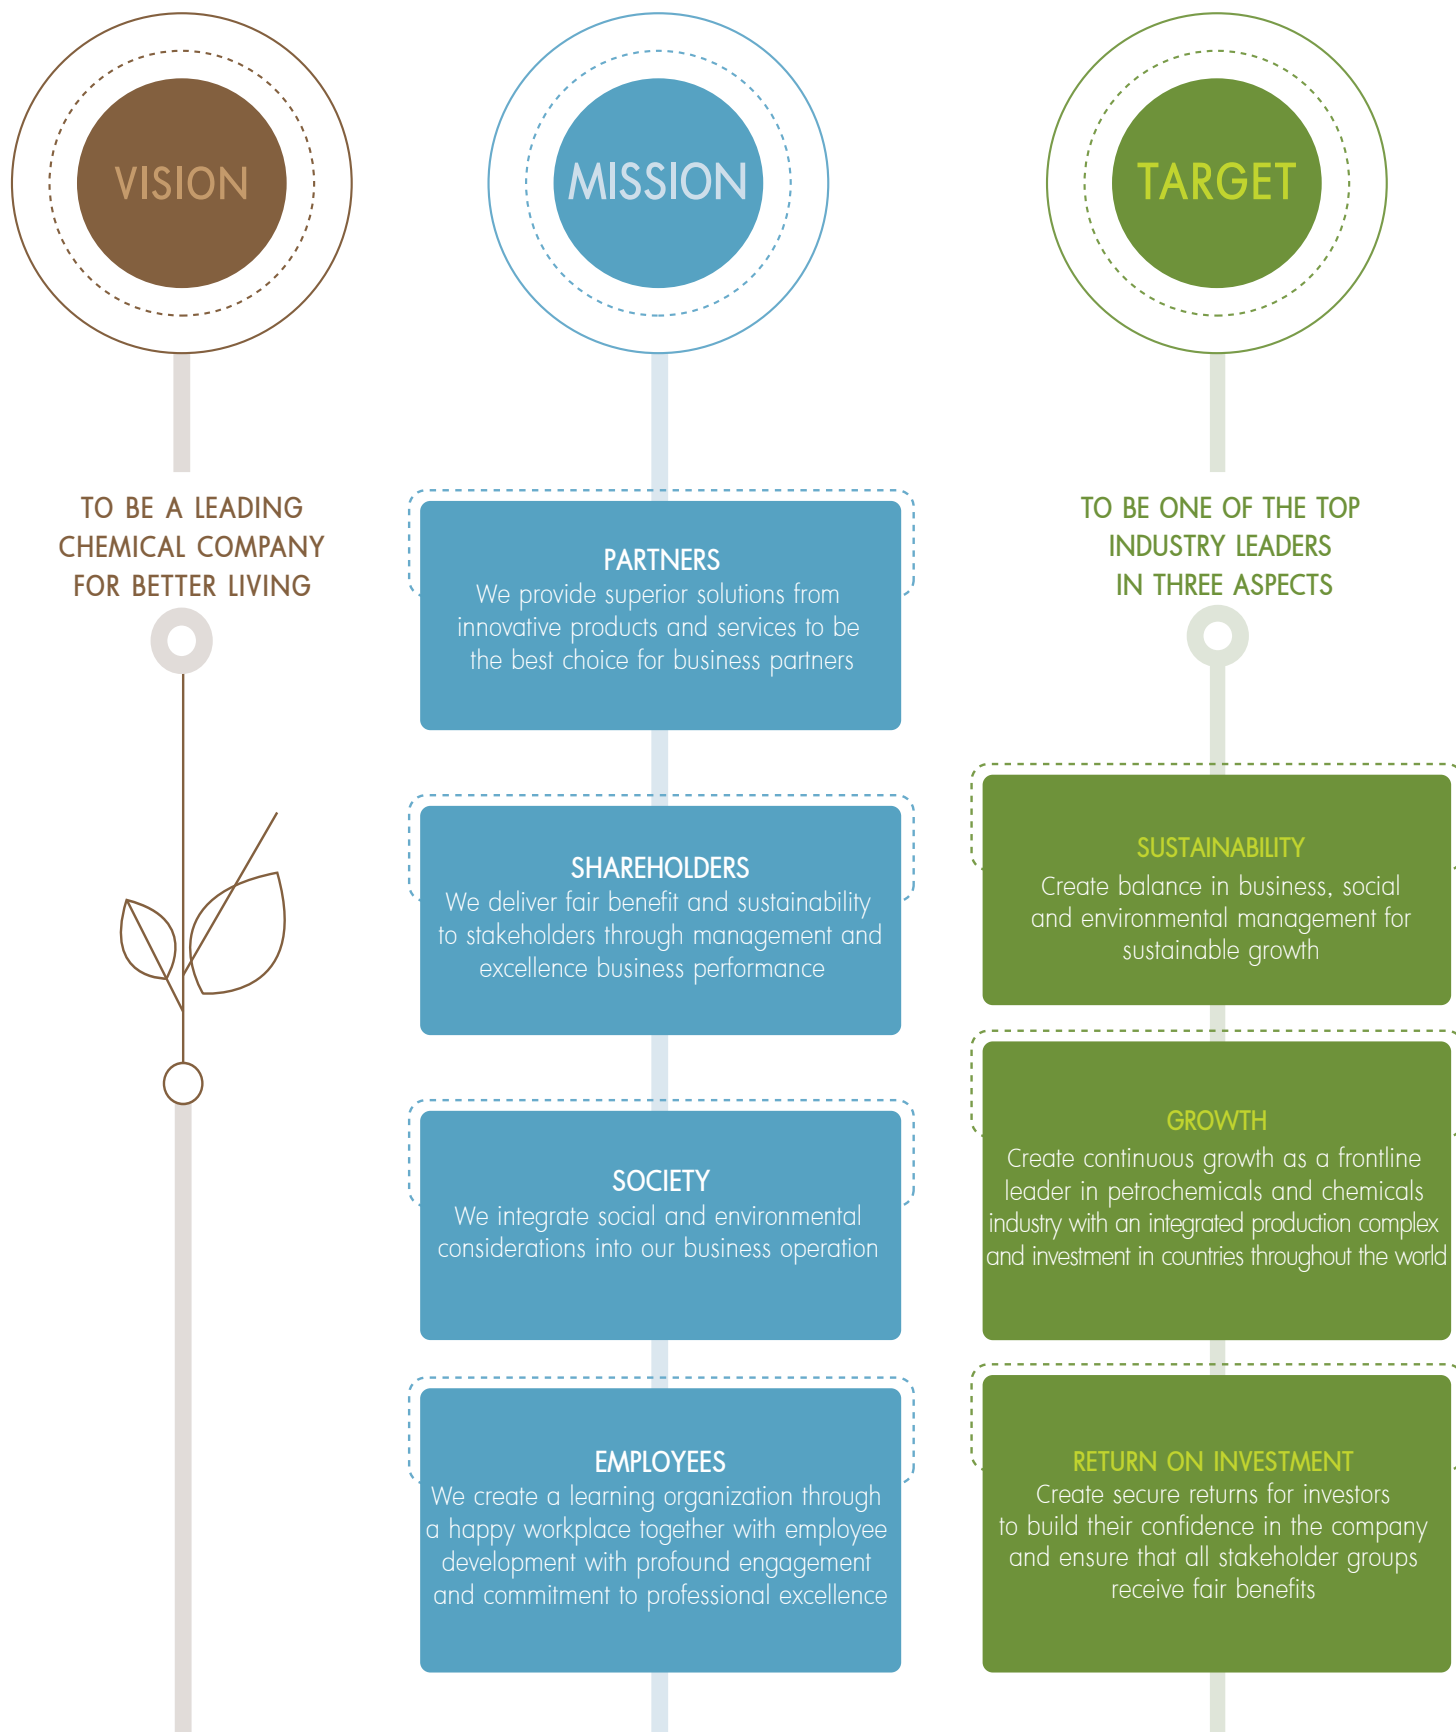 VISION
TO BE A LEADING
CHEMICAL COMPANY
FOR BETTER LIVING
MISSION
PARTNERS
We provide superior solutions from
innovative products and services to be
the best choice for business partners
SHAREHOLDERS
We deliver fair benefit and sustainability
to stakeholders through management and
excellence business performance
SOCIETY
We integrate social and environmental
considerations into our business operation
EMPLOYEES
We create a learning organization through
a happy workplace together with employee
development with profound engagement
and commitment to professional excellence
TARGET
TO BE ONE OF THE TOP
INDUSTRY LEADERS
IN THREE ASPECTS
SUSTAINABILITY
Create balance in business, social
and environmental management for
sustainable growth
GROWTH
Create continuous growth as a frontline
leader in petrochemicals and chemicals
industry with an integrated production complex
and investment in countries throughout the world
RETURN ON INVESTMENT
Create secure returns for investors
to build their confidence in the company
and ensure that all stakeholder groups
receive fair benefits